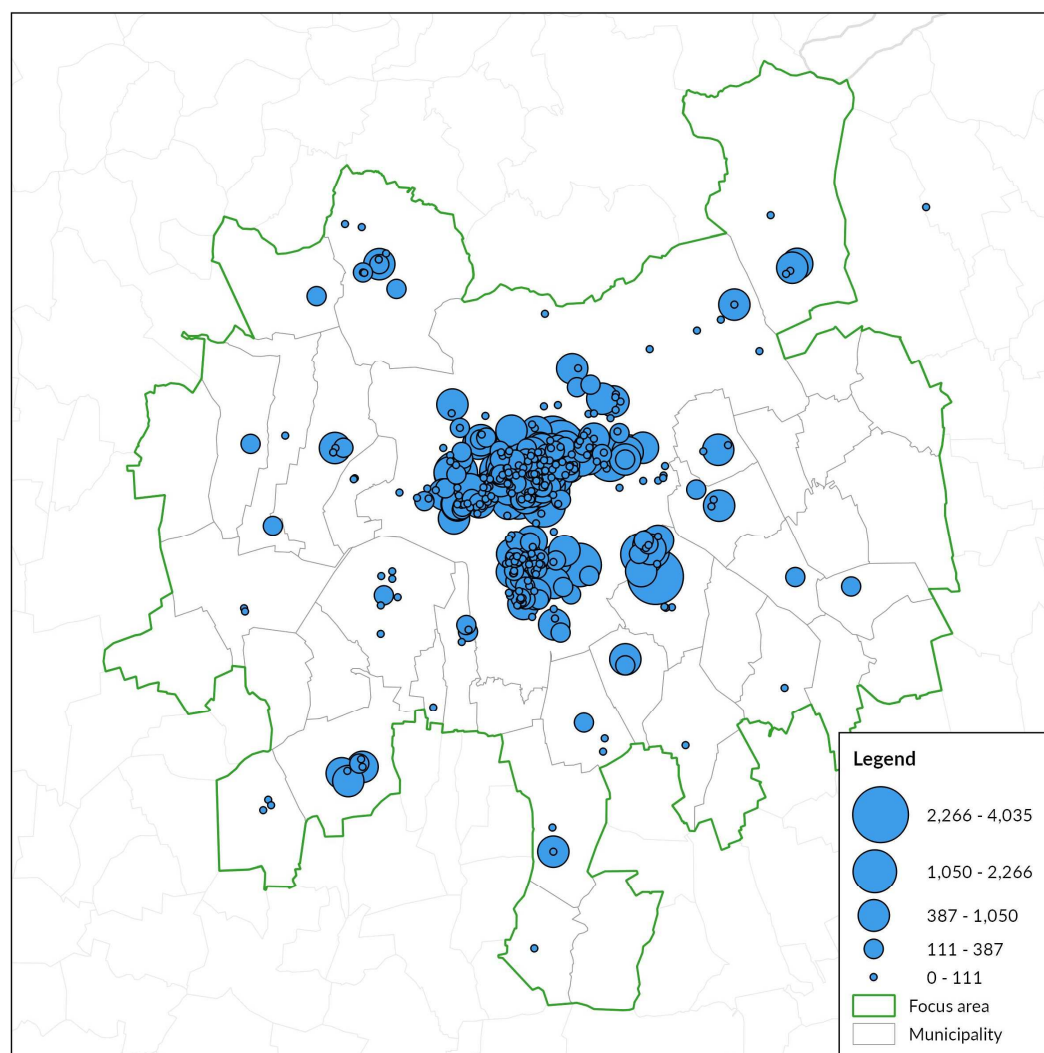 Legend
2,266 - 4,035
1,050 - 2,266
387 - 1,050
111 - 387
0 - 111
Focus area
Municipality